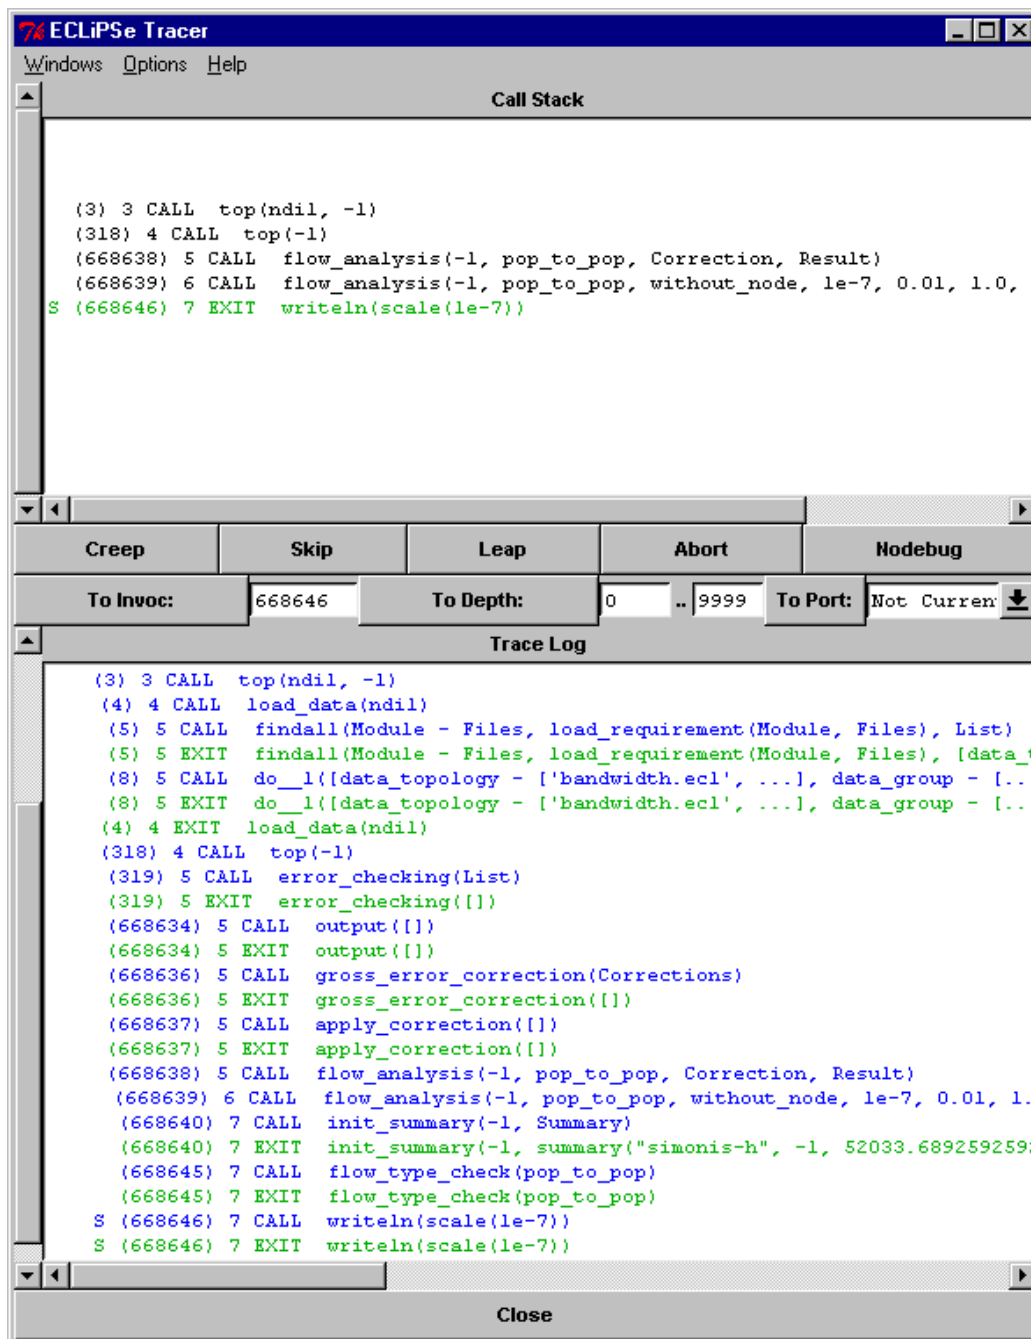 ECLiPSe Tracer
Windows Options Help
Call Stack
(3) 3 CALL top(ndil, -1)
(318) 4 CALL top(-1)
(668638) 5 CALL flow_analysis(-1, pop_to_pop, Correction, Result)
(668639) 6 CALL flow_analysis(-1, pop_to_pop, without_node, 1e-7, 0.01, 1.0,
S (668646) 7 EXIT writeln(scale(1e-7))
Creep Skip Leap Abort Nodebug
To Invoc: 668646 To Depth: 0 .. 9999 To Port: Not Curren
Trace Log
(3) 3 CALL top(ndil, -1)
(4) 4 CALL load_data(ndil)
(5) 5 CALL findall(Module - Files, load_requirement(Module, Files), List)
(5) 5 EXIT findall(Module - Files, load_requirement(Module, Files), [data_t
(8) 5 CALL do__1([data_topology - ['bandwidth.ecl', ...], data_group - [..
(8) 5 EXIT do__1([data_topology - ['bandwidth.ecl', ...], data_group - [..
(4) 4 EXIT load_data(ndil)
(318) 4 CALL top(-1)
(319) 5 CALL error_checking(List)
(319) 5 EXIT error_checking([])
(668634) 5 CALL output([])
(668634) 5 EXIT output([])
(668636) 5 CALL gross_error_correction(Corrections)
(668636) 5 EXIT gross_error_correction([])
(668637) 5 CALL apply_correction([])
(668637) 5 EXIT apply_correction([])
(668638) 5 CALL flow_analysis(-1, pop_to_pop, Correction, Result)
(668639) 6 CALL flow_analysis(-1, pop_to_pop, without_node, 1e-7, 0.01, 1.
(668640) 7 CALL init_summary(-1, Summary)
(668640) 7 EXIT init_summary(-1, summary("simonis-h", -1, 52033.689259259
(668645) 7 CALL flow_type_check(pop_to_pop)
(668645) 7 EXIT flow_type_check(pop_to_pop)
S (668646) 7 CALL writeln(scale(1e-7))
S (668646) 7 EXIT writeln(scale(1e-7))
Close